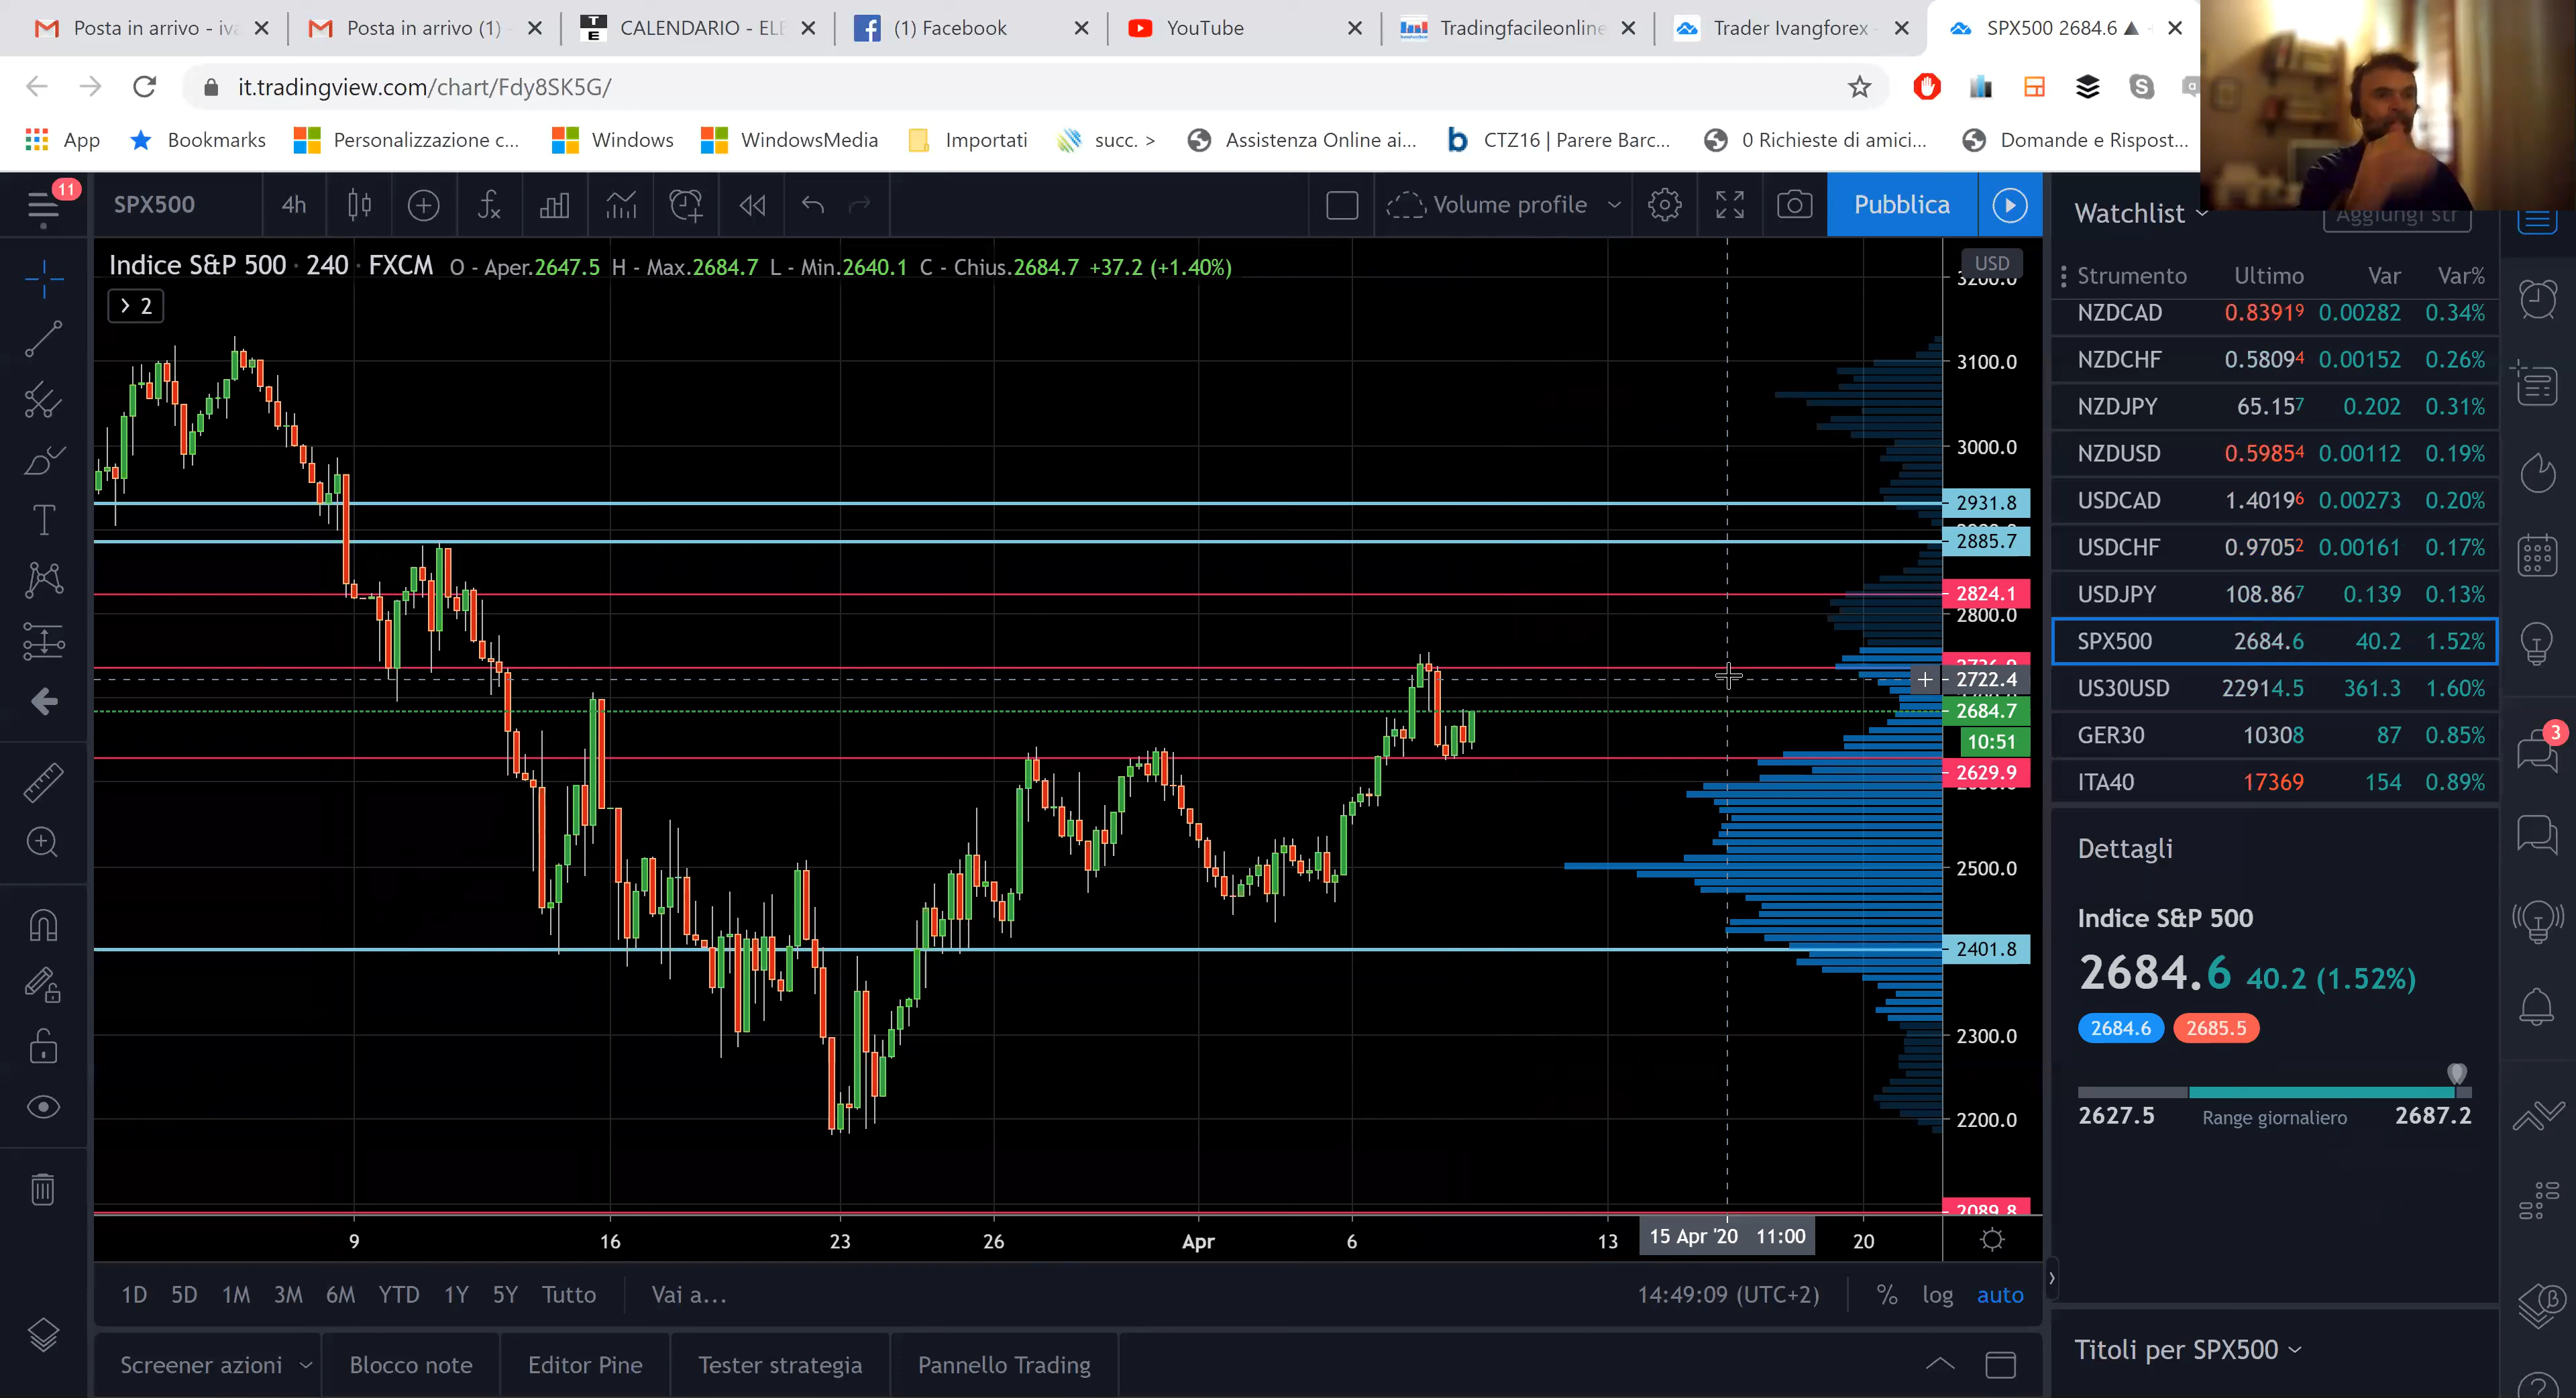 Posta in arrivo - iva
Posta in arrivo (1) -
CALENDARIO - ELE
(1) Facebook
YouTube
Tradingfacileonline
Trader Ivangforex -
SPX500 2684.6 ▲
it.tradingview.com/chart/Fdy8SK5G/
App
Bookmarks
Personalizzazione c...
Windows
WindowsMedia
Importati
succ. >
Assistenza Online ai...
CTZ16 | Parere Barc...
0 Richieste di amici...
Domande e Rispost...
11
SPX500
4h
Volume profile
Pubblica
Watchlist
Aggiungi str
Indice S&P 500 · 240 · FXCM O - Aper.2647.5 H - Max.2684.7 L - Min.2640.1 C - Chius.2684.7 +37.2 (+1.40%)
> 2
USD
3200.0
3100.0
3000.0
2931.8
2885.7
2824.1
2800.0
2722.4
2684.7
10:51
2629.9
2500.0
2401.8
2300.0
2200.0
2089.8
9
16
23
26
Apr
6
13
15 Apr '20 11:00
20
Strumento Ultimo Var Var%
NZDCAD 0.83919 0.00282 0.34%
NZDCHF 0.58094 0.00152 0.26%
NZDJPY 65.157 0.202 0.31%
NZDUSD 0.59854 0.00112 0.19%
USDCAD 1.40196 0.00273 0.20%
USDCHF 0.97052 0.00161 0.17%
USDJPY 108.867 0.139 0.13%
SPX500 2684.6 40.2 1.52%
US30USD 22914.5 361.3 1.60%
GER30 10308 87 0.85%
ITA40 17369 154 0.89%
3
Dettagli
Indice S&P 500
2684.6 40.2 (1.52%)
2684.6
2685.5
2627.5 Range giornaliero 2687.2
1D 5D 1M 3M 6M YTD 1Y 5Y Tutto
Vai a...
14:49:09 (UTC+2)
%
log
auto
Screener azioni
Blocco note
Editor Pine
Tester strategia
Pannello Trading
Titoli per SPX500